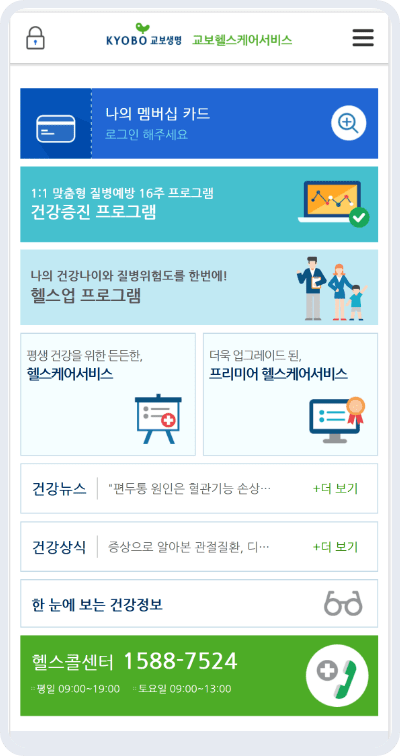 KYOBO 교보생명 교보헬스케어서비스
나의 멤버십 카드
로그인 해주세요
1:1 맞춤형 질병예방 16주 프로그램
건강증진 프로그램
나의 건강나이와 질병위험도를 한번에!
헬스업 프로그램
평생 건강을 위한 든든한,
헬스케어서비스
더욱 업그레이드 된,
프리미어 헬스케어서비스
건강뉴스 "편두통 원인은 혈관기능 손상… +더 보기
건강상식 증상으로 알아본 관절질환, 디… +더 보기
한 눈에 보는 건강정보
헬스콜센터 1588-7524
평일 09:00~19:00 토요일 09:00~13:00